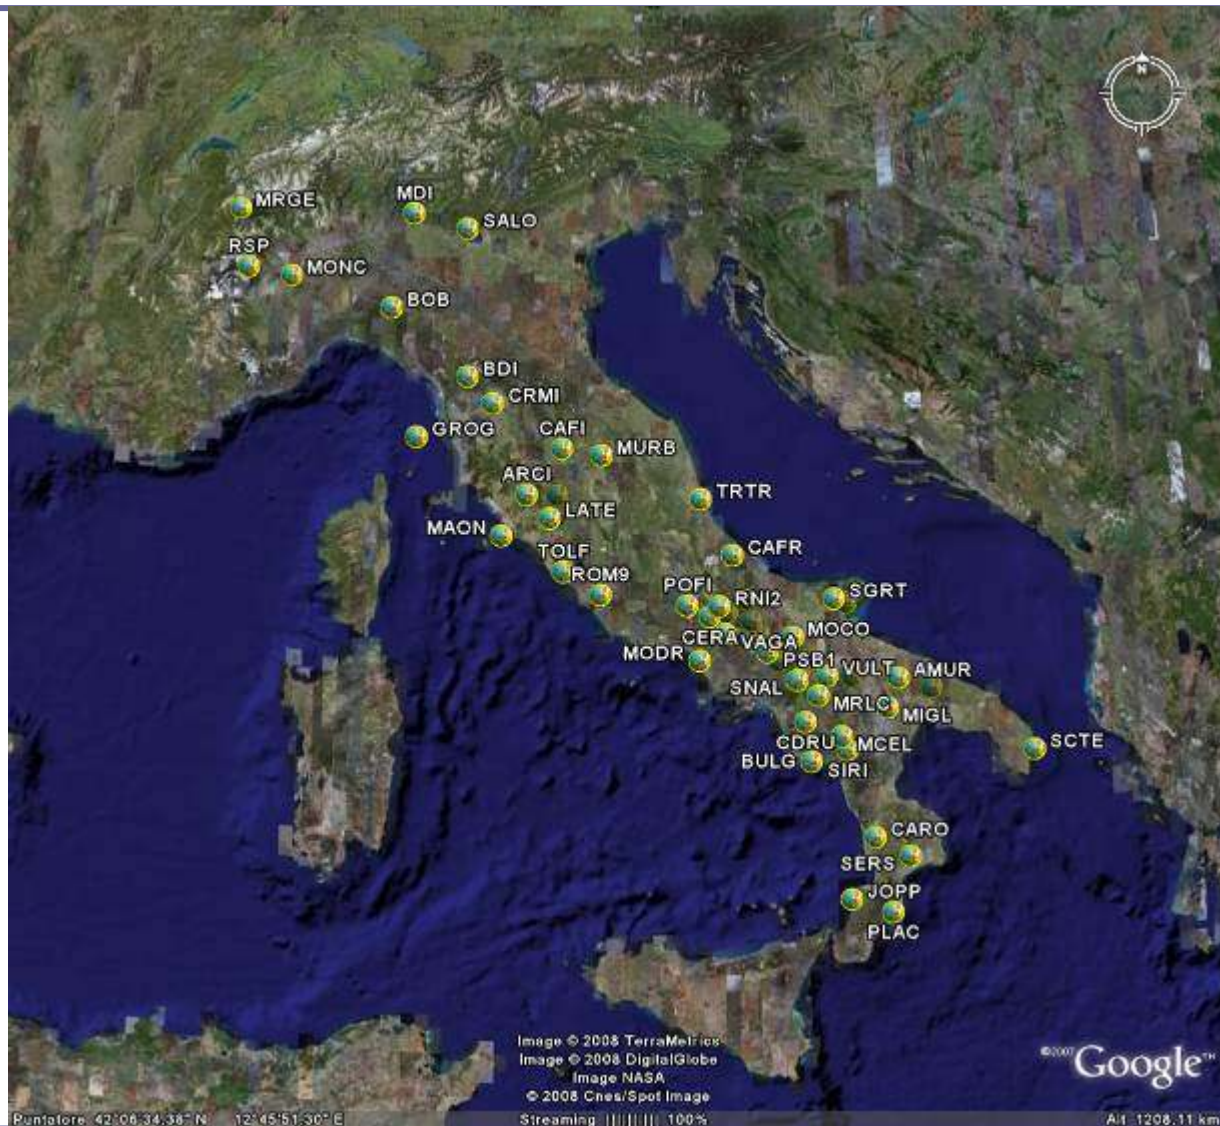 N
MRGE
MDI
SALO
RSP
MONC
BOB
BDI
CRMI
GROG
CAFI
MURB
ARCI
TRTR
LATE
MAON
TOLF
CAFR
ROM9
POFI
RNI2
SGRT
CERA
VAGA
MOCO
MODR
PSB1
VULT
AMUR
SNAL
MRLC
MIGL
CDRU
MCEL
SCTE
BULG
SIRI
CARO
SERS
JOPP
PLAC
Image © 2008 TerraMetrics
Image © 2008 DigitalGlobe
Image NASA
© 2008 Cnes/Spot Image
©2007 Google™
Puntatore 42°06'34.38" N 12°45'51.30" E Streaming ||||||||| 100% Alt 1208.11 km